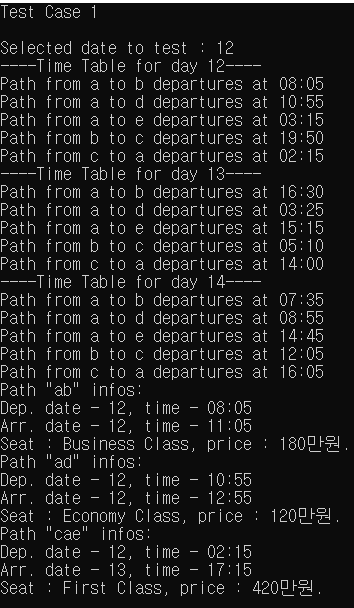 Test Case 1
Selected date to test : 12
----Time Table for day 12----
Path from a to b departures at 08:05
Path from a to d departures at 10:55
Path from a to e departures at 03:15
Path from b to c departures at 19:50
Path from c to a departures at 02:15
----Time Table for day 13----
Path from a to b departures at 16:30
Path from a to d departures at 03:25
Path from a to e departures at 15:15
Path from b to c departures at 05:10
Path from c to a departures at 14:00
----Time Table for day 14----
Path from a to b departures at 07:35
Path from a to d departures at 08:55
Path from a to e departures at 14:45
Path from b to c departures at 12:05
Path from c to a departures at 16:05
Path "ab" infos:
Dep. date - 12, time - 08:05
Arr. date - 12, time - 11:05
Seat : Business Class, price : 180만원.
Path "ad" infos:
Dep. date - 12, time - 10:55
Arr. date - 12, time - 12:55
Seat : Economy Class, price : 120만원.
Path "cae" infos:
Dep. date - 12, time - 02:15
Arr. date - 13, time - 17:15
Seat : First Class, price : 420만원.